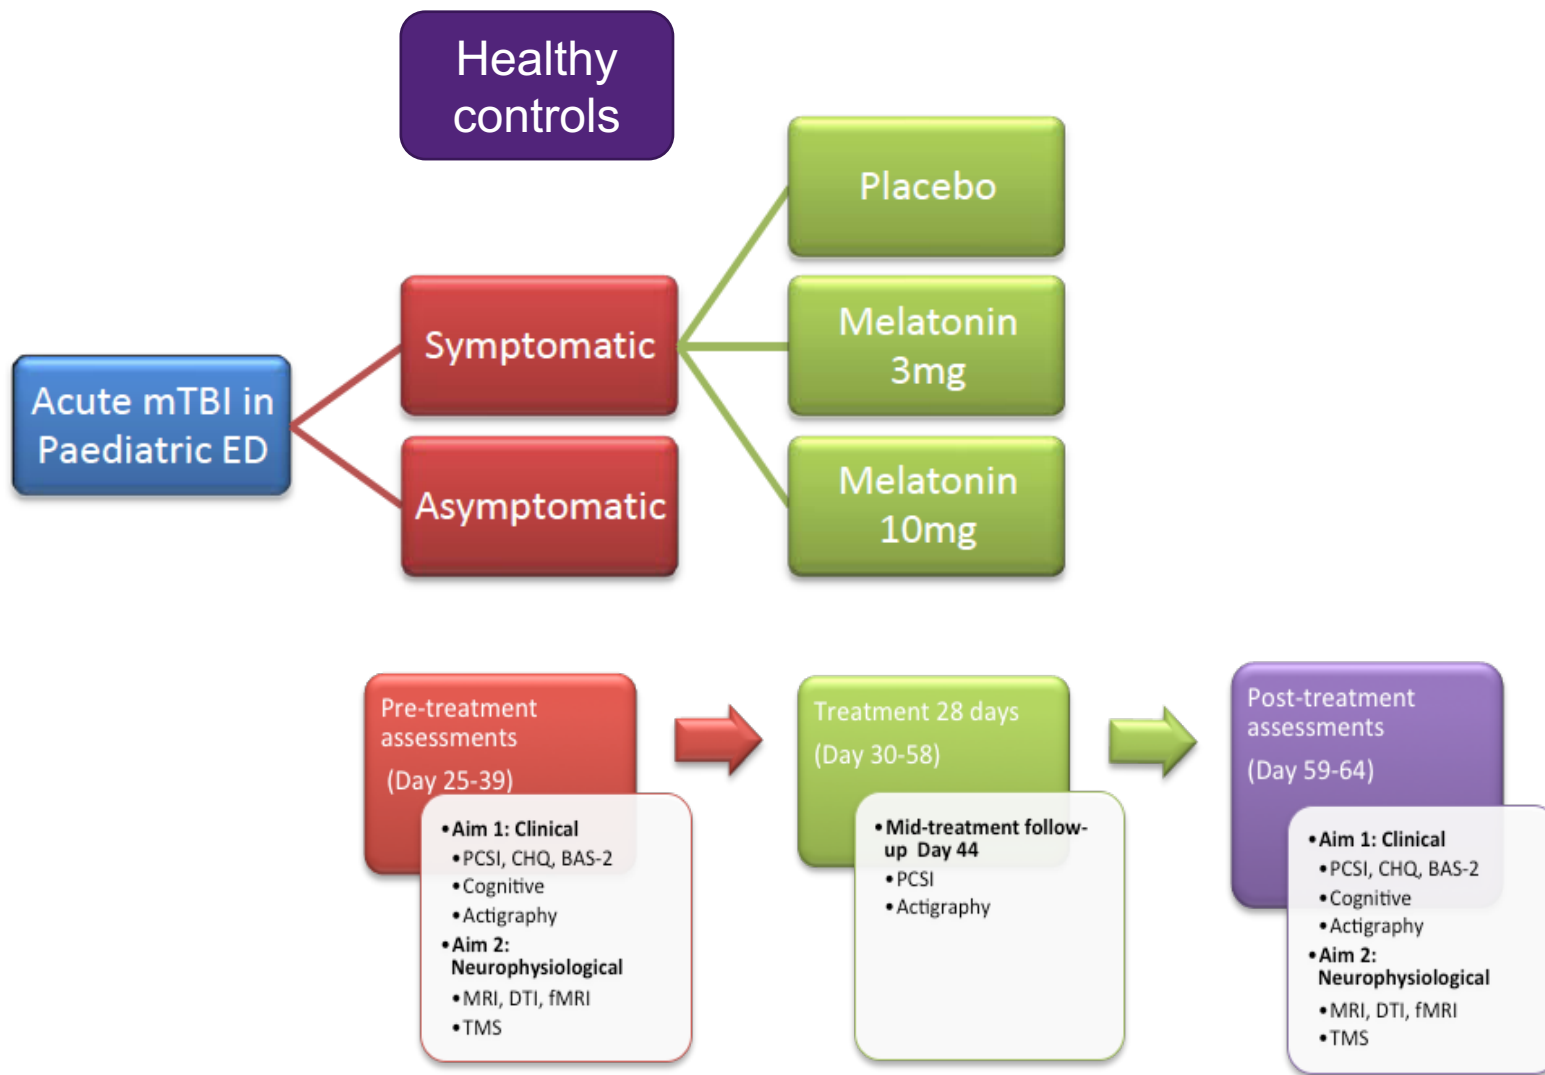 Healthy
controls
Placebo
Symptomatic
Melatonin
3mg
Acute mTBI in
Paediatric ED
Asymptomatic
Melatonin
10mg
Pre-treatment
assessments
(Day 25-39)
•Aim 1: Clinical
•PCSI, CHQ, BAS-2
•Cognitive
•Actigraphy
•Aim 2:
Neurophysiological
•MRI, DTI, fMRI
•TMS
Treatment 28 days
(Day 30-58)
•Mid-treatment follow-
up Day 44
•PCSI
•Actigraphy
Post-treatment
assessments
(Day 59-64)
•Aim 1: Clinical
•PCSI, CHQ, BAS-2
•Cognitive
•Actigraphy
•Aim 2:
Neurophysiological
•MRI, DTI, fMRI
•TMS